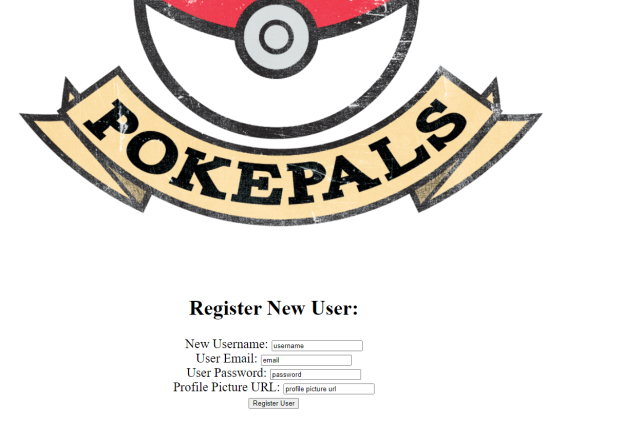 POKEPALS
Register New User:
New Username: username
User Email: email
User Password: password
Profile Picture URL: profile picture url
Register User